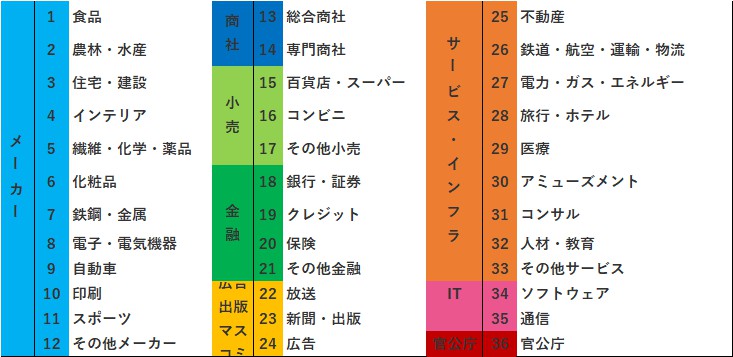 メーカー
1 食品
2 農林・水産
3 住宅・建設
4 インテリア
5 繊維・化学・薬品
6 化粧品
7 鉄鋼・金属
8 電子・電気機器
9 自動車
10 印刷
11 スポーツ
12 その他メーカー
商社
13 総合商社
14 専門商社
小売
15 百貨店・スーパー
16 コンビニ
17 その他小売
金融
18 銀行・証券
19 クレジット
20 保険
21 その他金融
広告
出版
マス
コミ
22 放送
23 新聞・出版
24 広告
サービス・インフラ
25 不動産
26 鉄道・航空・運輸・物流
27 電力・ガス・エネルギー
28 旅行・ホテル
29 医療
30 アミューズメント
31 コンサル
32 人材・教育
33 その他サービス
IT
34 ソフトウェア
35 通信
官公庁
36 官公庁